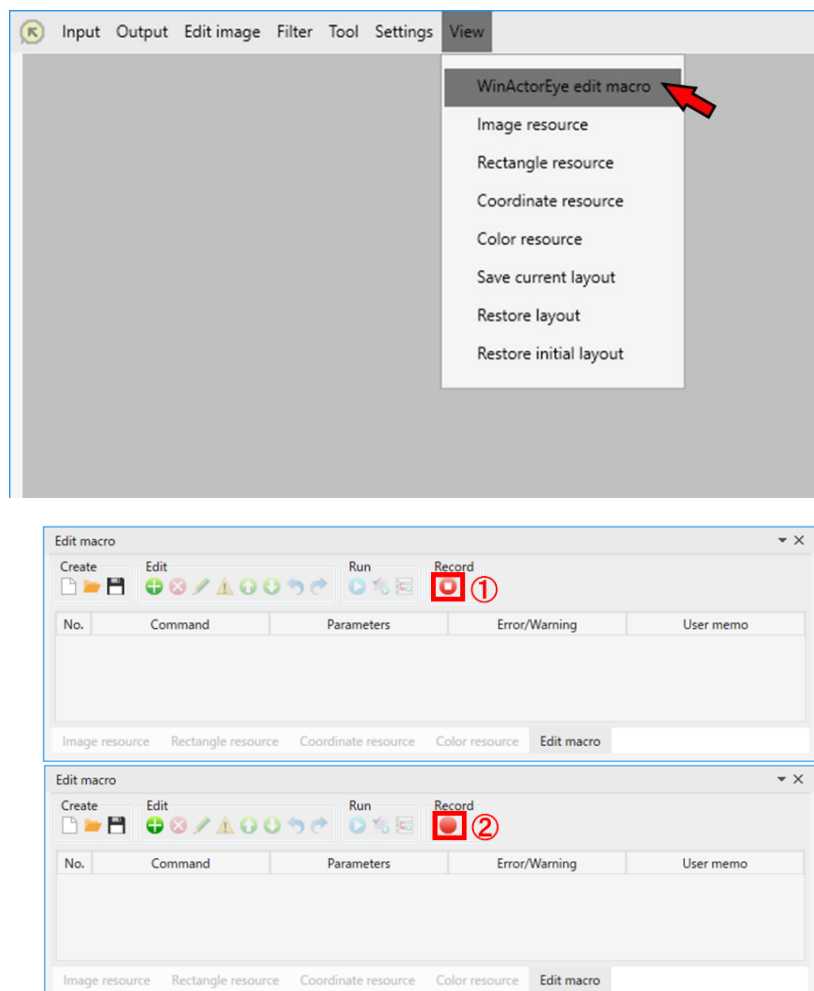 Input Output Edit image Filter Tool Settings View
WinActorEye edit macro
Image resource
Rectangle resource
Coordinate resource
Color resource
Save current layout
Restore layout
Restore initial layout
Edit macro
Create Edit Run Record
①
No. Command Parameters Error/Warning User memo
Image resource Rectangle resource Coordinate resource Color resource Edit macro
Edit macro
Create Edit Run Record
②
No. Command Parameters Error/Warning User memo
Image resource Rectangle resource Coordinate resource Color resource Edit macro